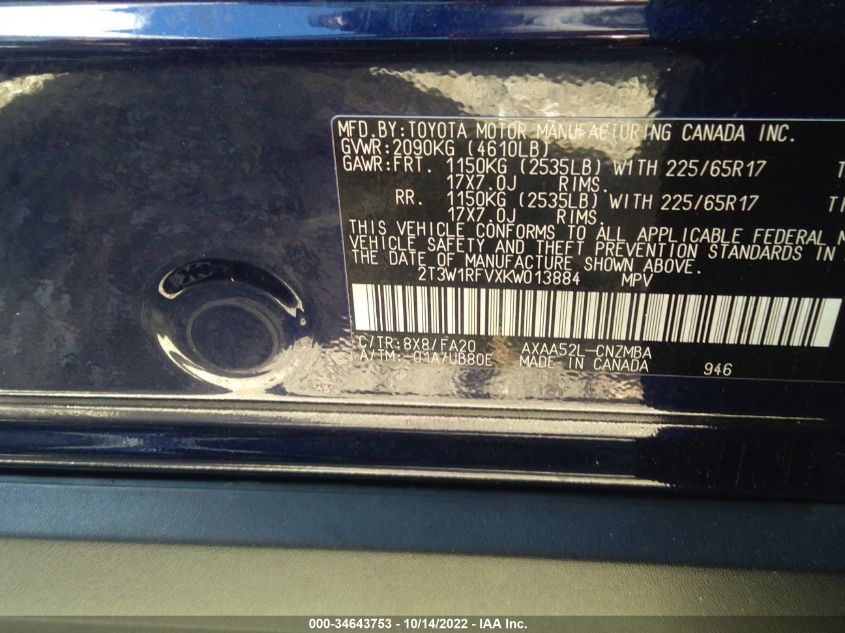 MFD.BY:TOYOTA MOTOR MANUFACTURING CANADA INC.
GVWR:2090KG (4610LB)
GAWR:FRT. 1150KG (2535LB) WITH 225/65R17
17X7.0J RIMS.
RR. 1150KG (2535LB) WITH 225/65R17
17X7.0J RIMS.
THIS VEHICLE CONFORMS TO ALL APPLICABLE FEDERAL M
VEHICLE SAFETY AND THEFT PREVENTION STANDARDS IN
THE DATE OF MANUFACTURE SHOWN ABOVE.
2T3W1RFVXKW013884 MPV
C/TR:8X8/FA20 AXAA52L-CNZMBA
A/TM:-01A/UB80E MADE IN CANADA 946
000-34643753 - 10/14/2022 - IAA Inc.